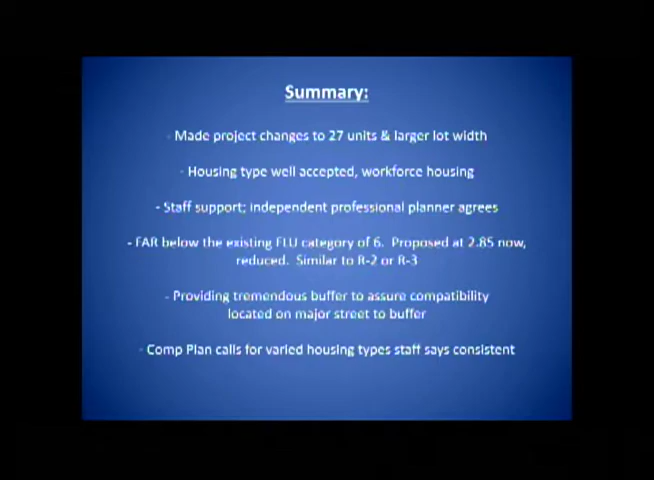 Summary:
- Made project changes to 27 units & larger lot width
- Housing type well accepted, workforce housing
- Staff support; independent professional planner agrees
- FAR below the existing FLU category of 6. Proposed at 2.85 now,
reduced. Similar to R-2 or R-3
- Providing tremendous buffer to assure compatibility
located on major street to buffer
- Comp Plan calls for varied housing types staff says consistent